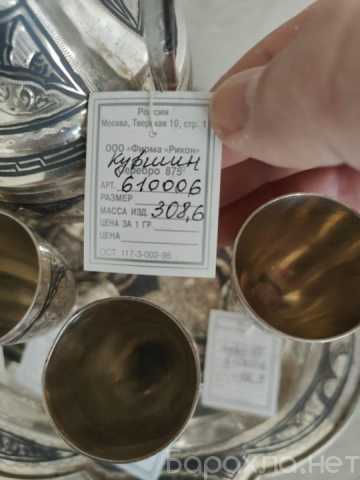 Россия
Москва, Тверская 10, стр. 1
ООО «Фирма «Рикон»
Кувшин
Серебро 875°
АРТ. 610006
РАЗМЕР
МАССА ИЗД. 308,6
ЦЕНА ЗА 1 ГР.
ЦЕНА
ОСТ 117-3-002-95
Барохла.нет